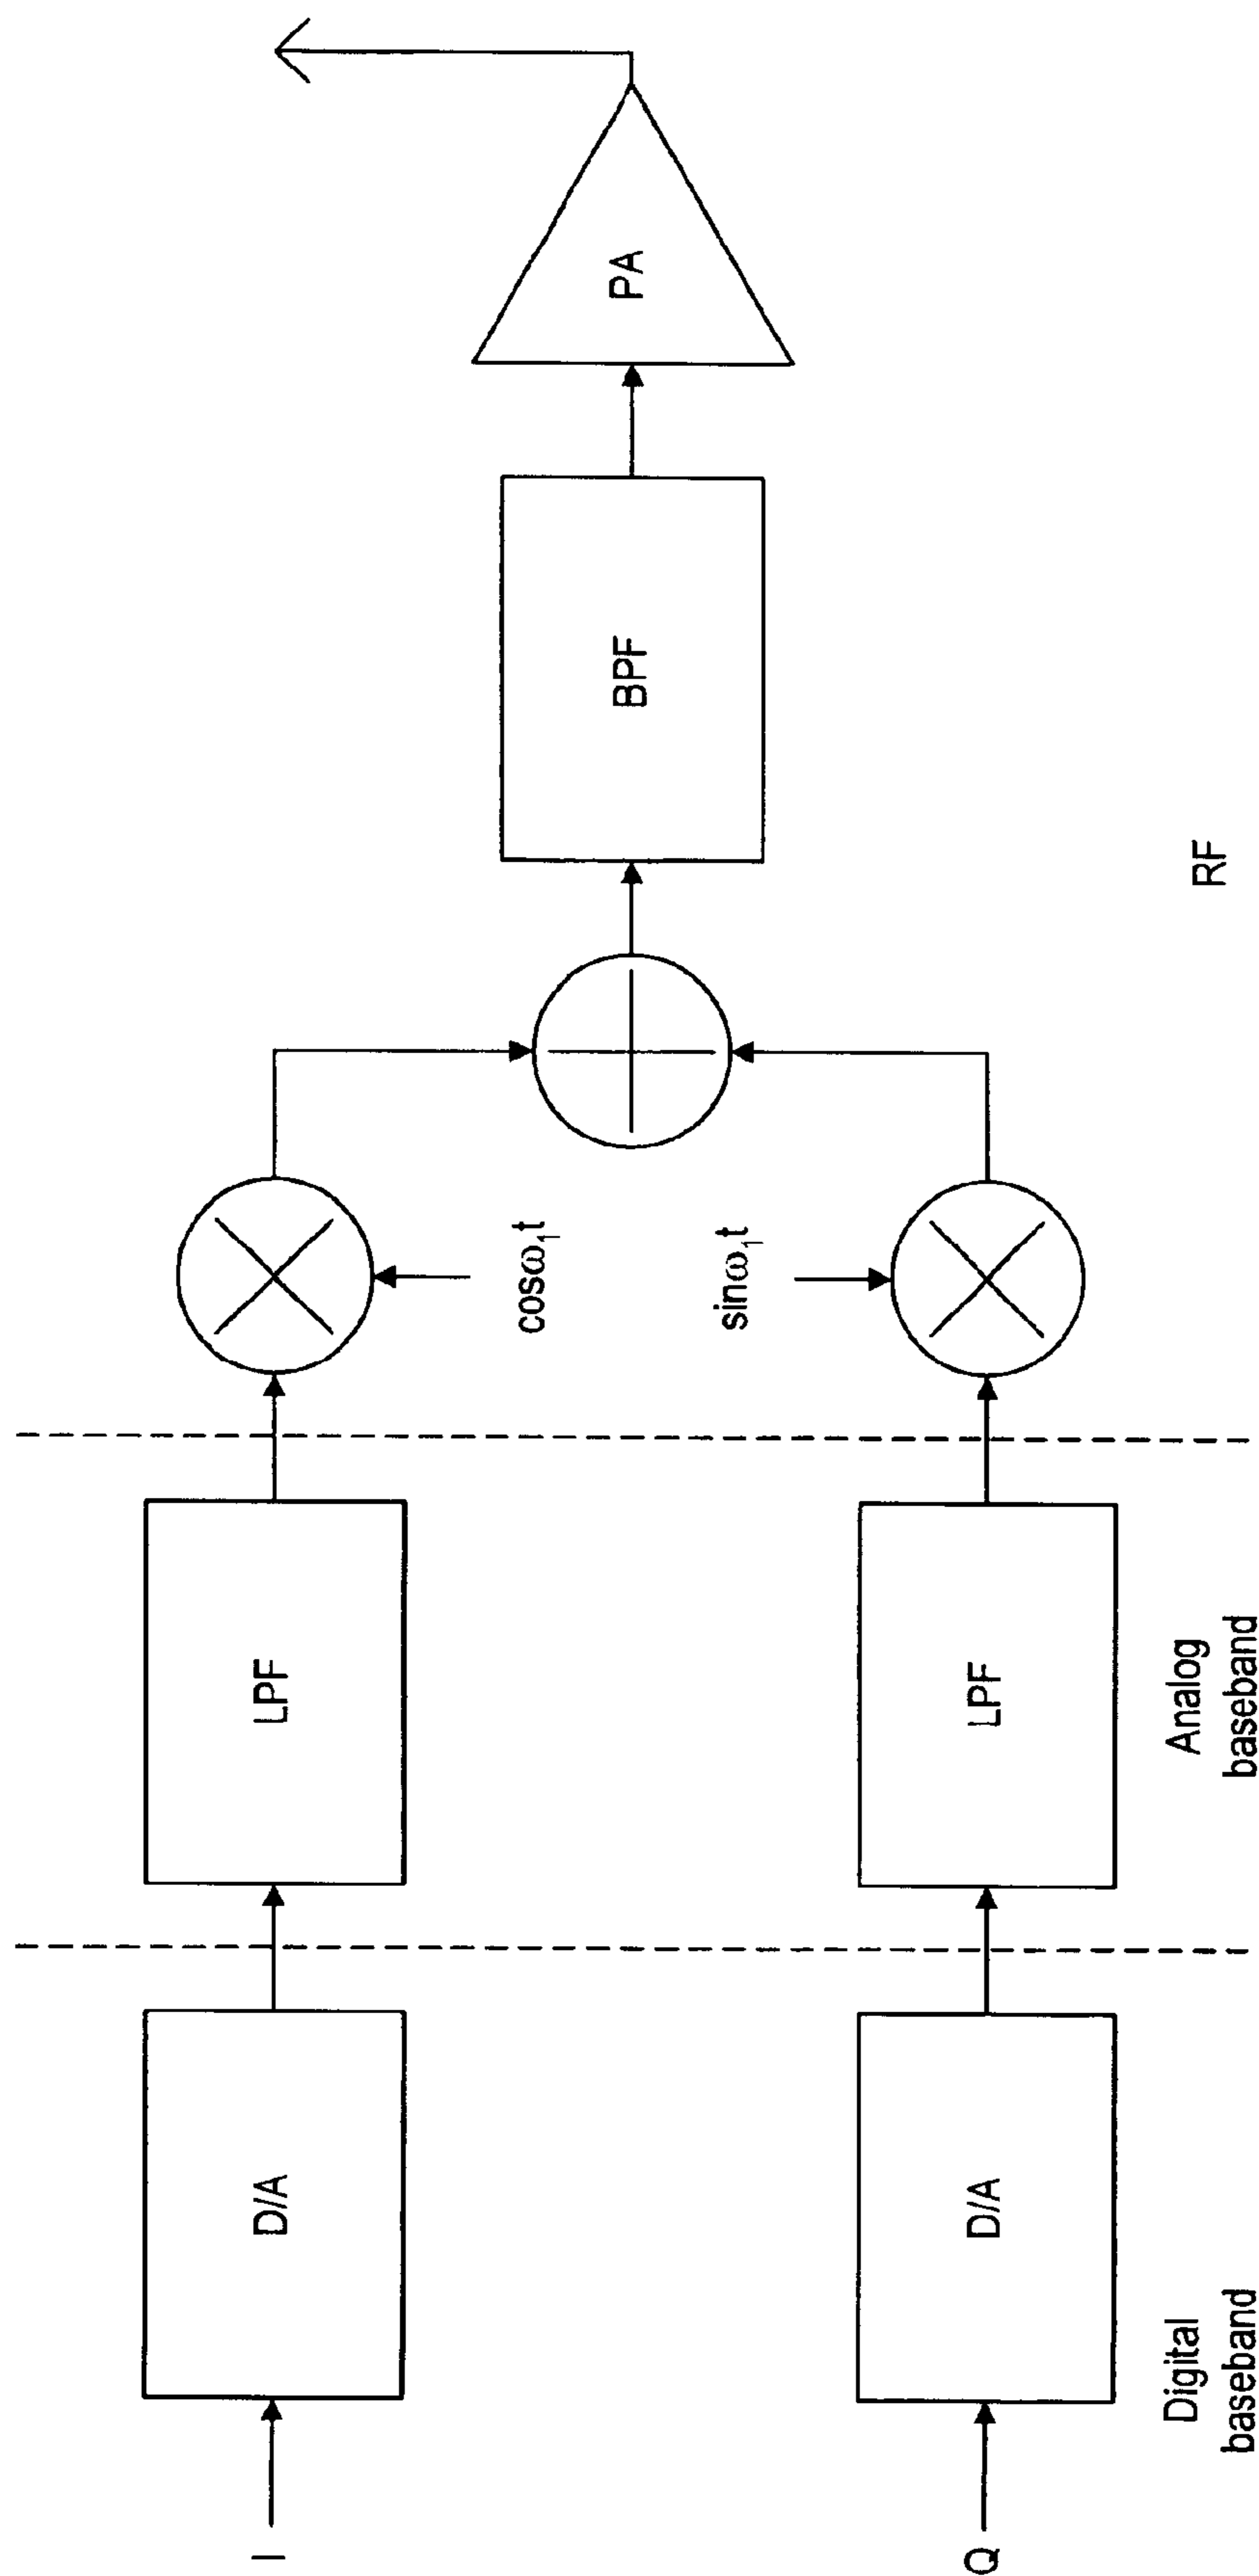 I
D/A
LPF
cosω₁t
Q
D/A
LPF
sinω₁t
BPF
PA
Digital
baseband
Analog
baseband
RF